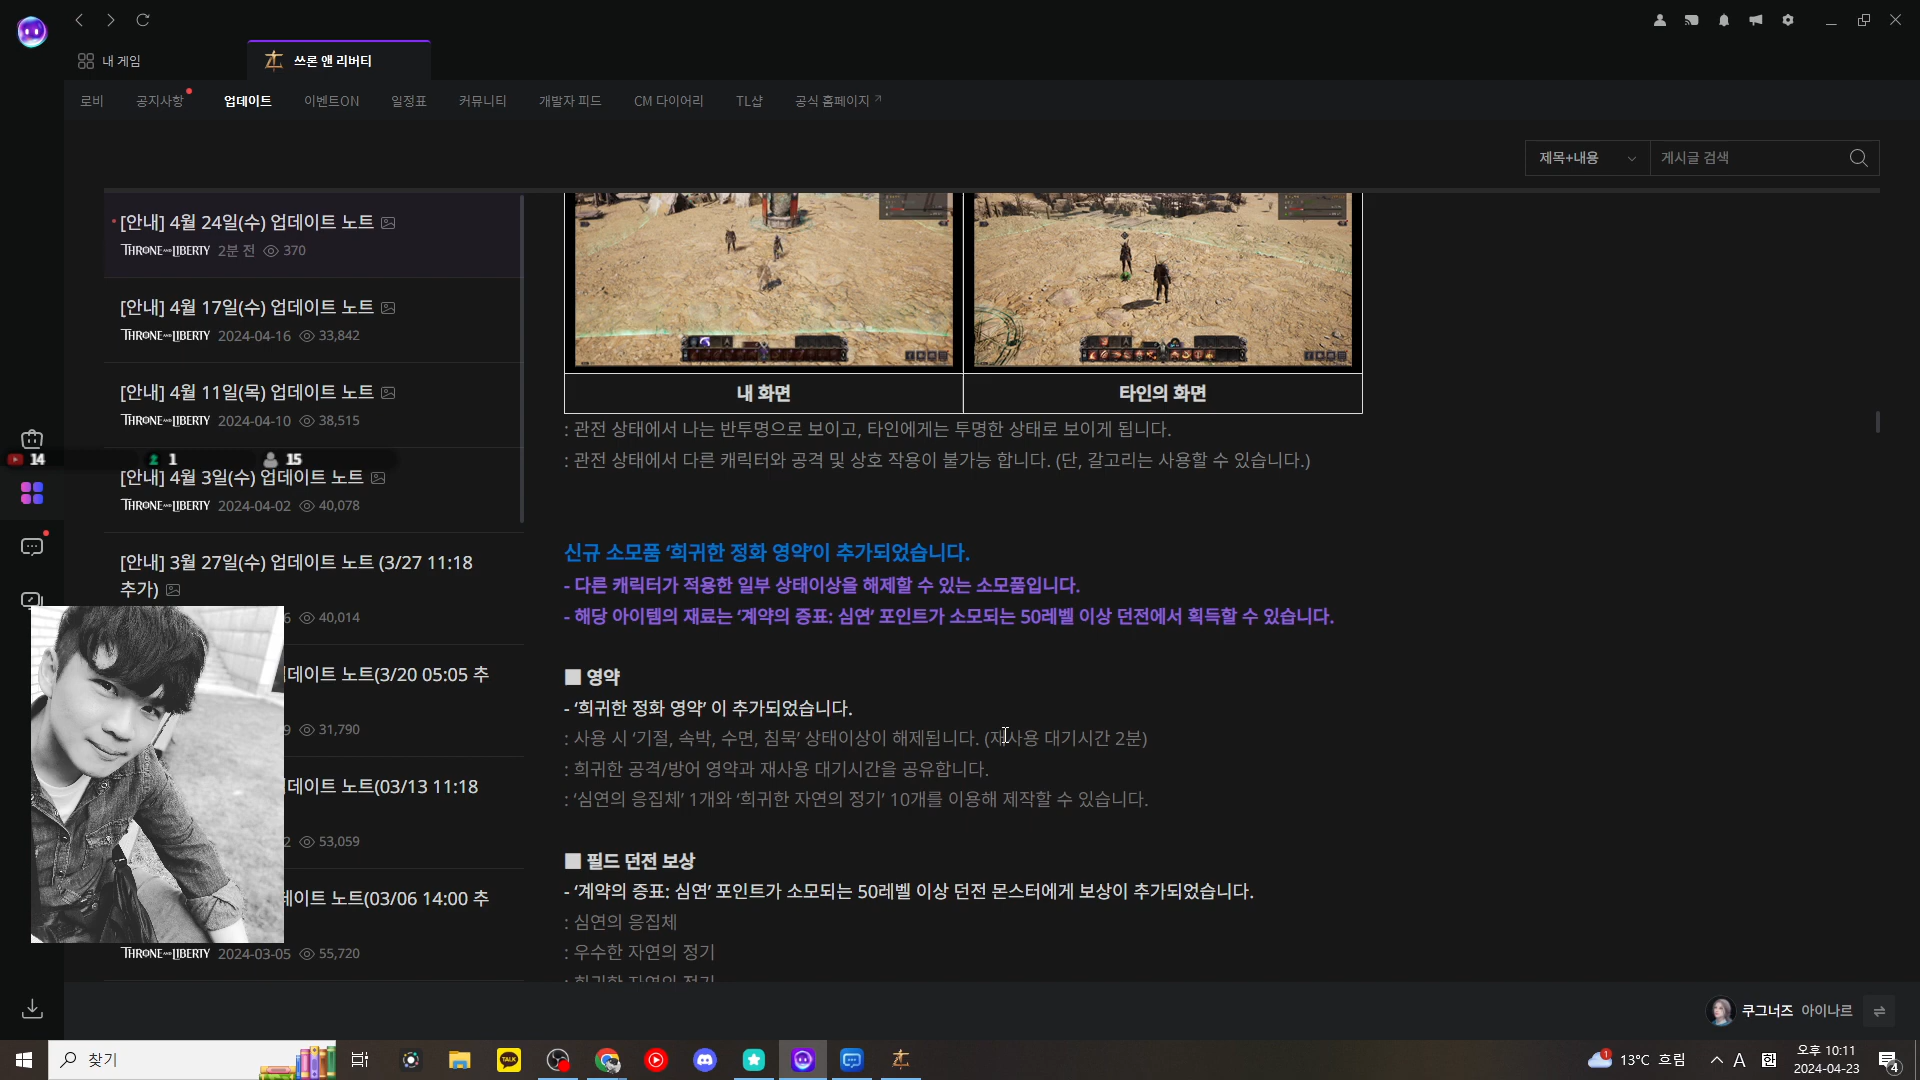 내 게임
쓰론 앤 리버티
로비 공지사항 업데이트 이벤트ON 일정표 커뮤니티 개발자 피드 CM 다이어리 TL샵 공식 홈페이지
제목+내용 게시글 검색
[안내] 4월 24일(수) 업데이트 노트
THRONE AND LIBERTY 2분 전 370
[안내] 4월 17일(수) 업데이트 노트
THRONE AND LIBERTY 2024-04-16 33,842
[안내] 4월 11일(목) 업데이트 노트
THRONE AND LIBERTY 2024-04-10 38,515
14 1 15
[안내] 4월 3일(수) 업데이트 노트
THRONE AND LIBERTY 2024-04-02 40,078
[안내] 3월 27일(수) 업데이트 노트 (3/27 11:18
추가)
6 40,014
데이트 노트(3/20 05:05 추
9 31,790
데이트 노트(03/13 11:18
2 53,059
데이트 노트(03/06 14:00 추
THRONE AND LIBERTY 2024-03-05 55,720
내 화면 타인의 화면
: 관전 상태에서 나는 반투명으로 보이고, 타인에게는 투명한 상태로 보이게 됩니다.
: 관전 상태에서 다른 캐릭터와 공격 및 상호 작용이 불가능 합니다. (단, 갈고리는 사용할 수 있습니다.)
신규 소모품 ‘희귀한 정화 영약’이 추가되었습니다.
- 다른 캐릭터가 적용한 일부 상태이상을 해제할 수 있는 소모품입니다.
- 해당 아이템의 재료는 ‘계약의 증표: 심연’ 포인트가 소모되는 50레벨 이상 던전에서 획득할 수 있습니다.
■ 영약
- ‘희귀한 정화 영약’ 이 추가되었습니다.
: 사용 시 ‘기절, 속박, 수면, 침묵’ 상태이상이 해제됩니다. (재사용 대기시간 2분)
: 희귀한 공격/방어 영약과 재사용 대기시간을 공유합니다.
: ‘심연의 응집체’ 1개와 ‘희귀한 자연의 정기’ 10개를 이용해 제작할 수 있습니다.
■ 필드 던전 보상
- ‘계약의 증표: 심연’ 포인트가 소모되는 50레벨 이상 던전 몬스터에게 보상이 추가되었습니다.
: 심연의 응집체
: 우수한 자연의 정기
: 희귀한 자연의 정기
쿠그너즈 아이나르
찾기
TALK
1 13°C 흐림 A 한 오후 10:11
2024-04-23
4